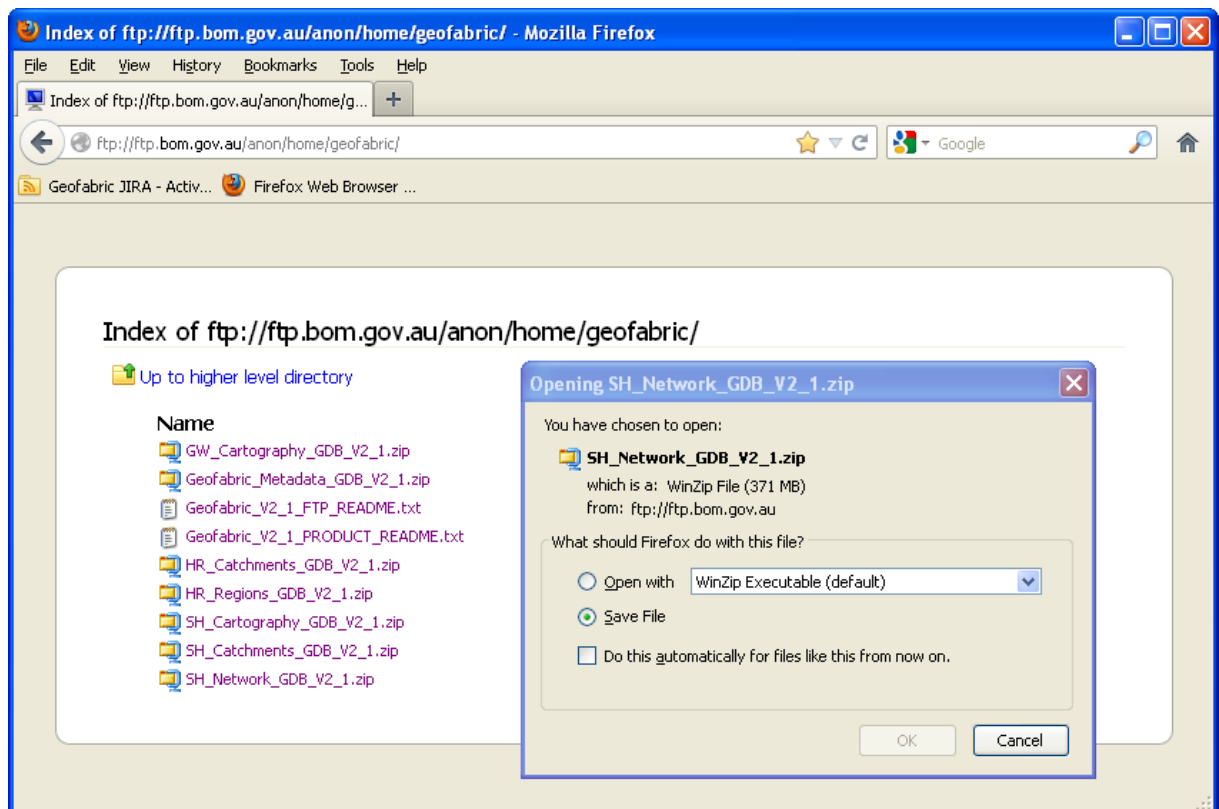 Index of ftp://ftp.bom.gov.au/anon/home/geofabric/ - Mozilla Firefox
File Edit View History Bookmarks Tools Help
Index of ftp://ftp.bom.gov.au/anon/home/g... +
ftp://ftp.bom.gov.au/anon/home/geofabric/ Google
Geofabric JIRA - Activ... Firefox Web Browser ...
Index of ftp://ftp.bom.gov.au/anon/home/geofabric/
Up to higher level directory
Name
GW_Cartography_GDB_V2_1.zip
Geofabric_Metadata_GDB_V2_1.zip
Geofabric_V2_1_FTP_README.txt
Geofabric_V2_1_PRODUCT_README.txt
HR_Catchments_GDB_V2_1.zip
HR_Regions_GDB_V2_1.zip
SH_Cartography_GDB_V2_1.zip
SH_Catchments_GDB_V2_1.zip
SH_Network_GDB_V2_1.zip
Opening SH_Network_GDB_V2_1.zip
You have chosen to open:
SH_Network_GDB_V2_1.zip
which is a: WinZip File (371 MB)
from: ftp://ftp.bom.gov.au
What should Firefox do with this file?
Open with WinZip Executable (default)
Save File
Do this automatically for files like this from now on.
OK Cancel